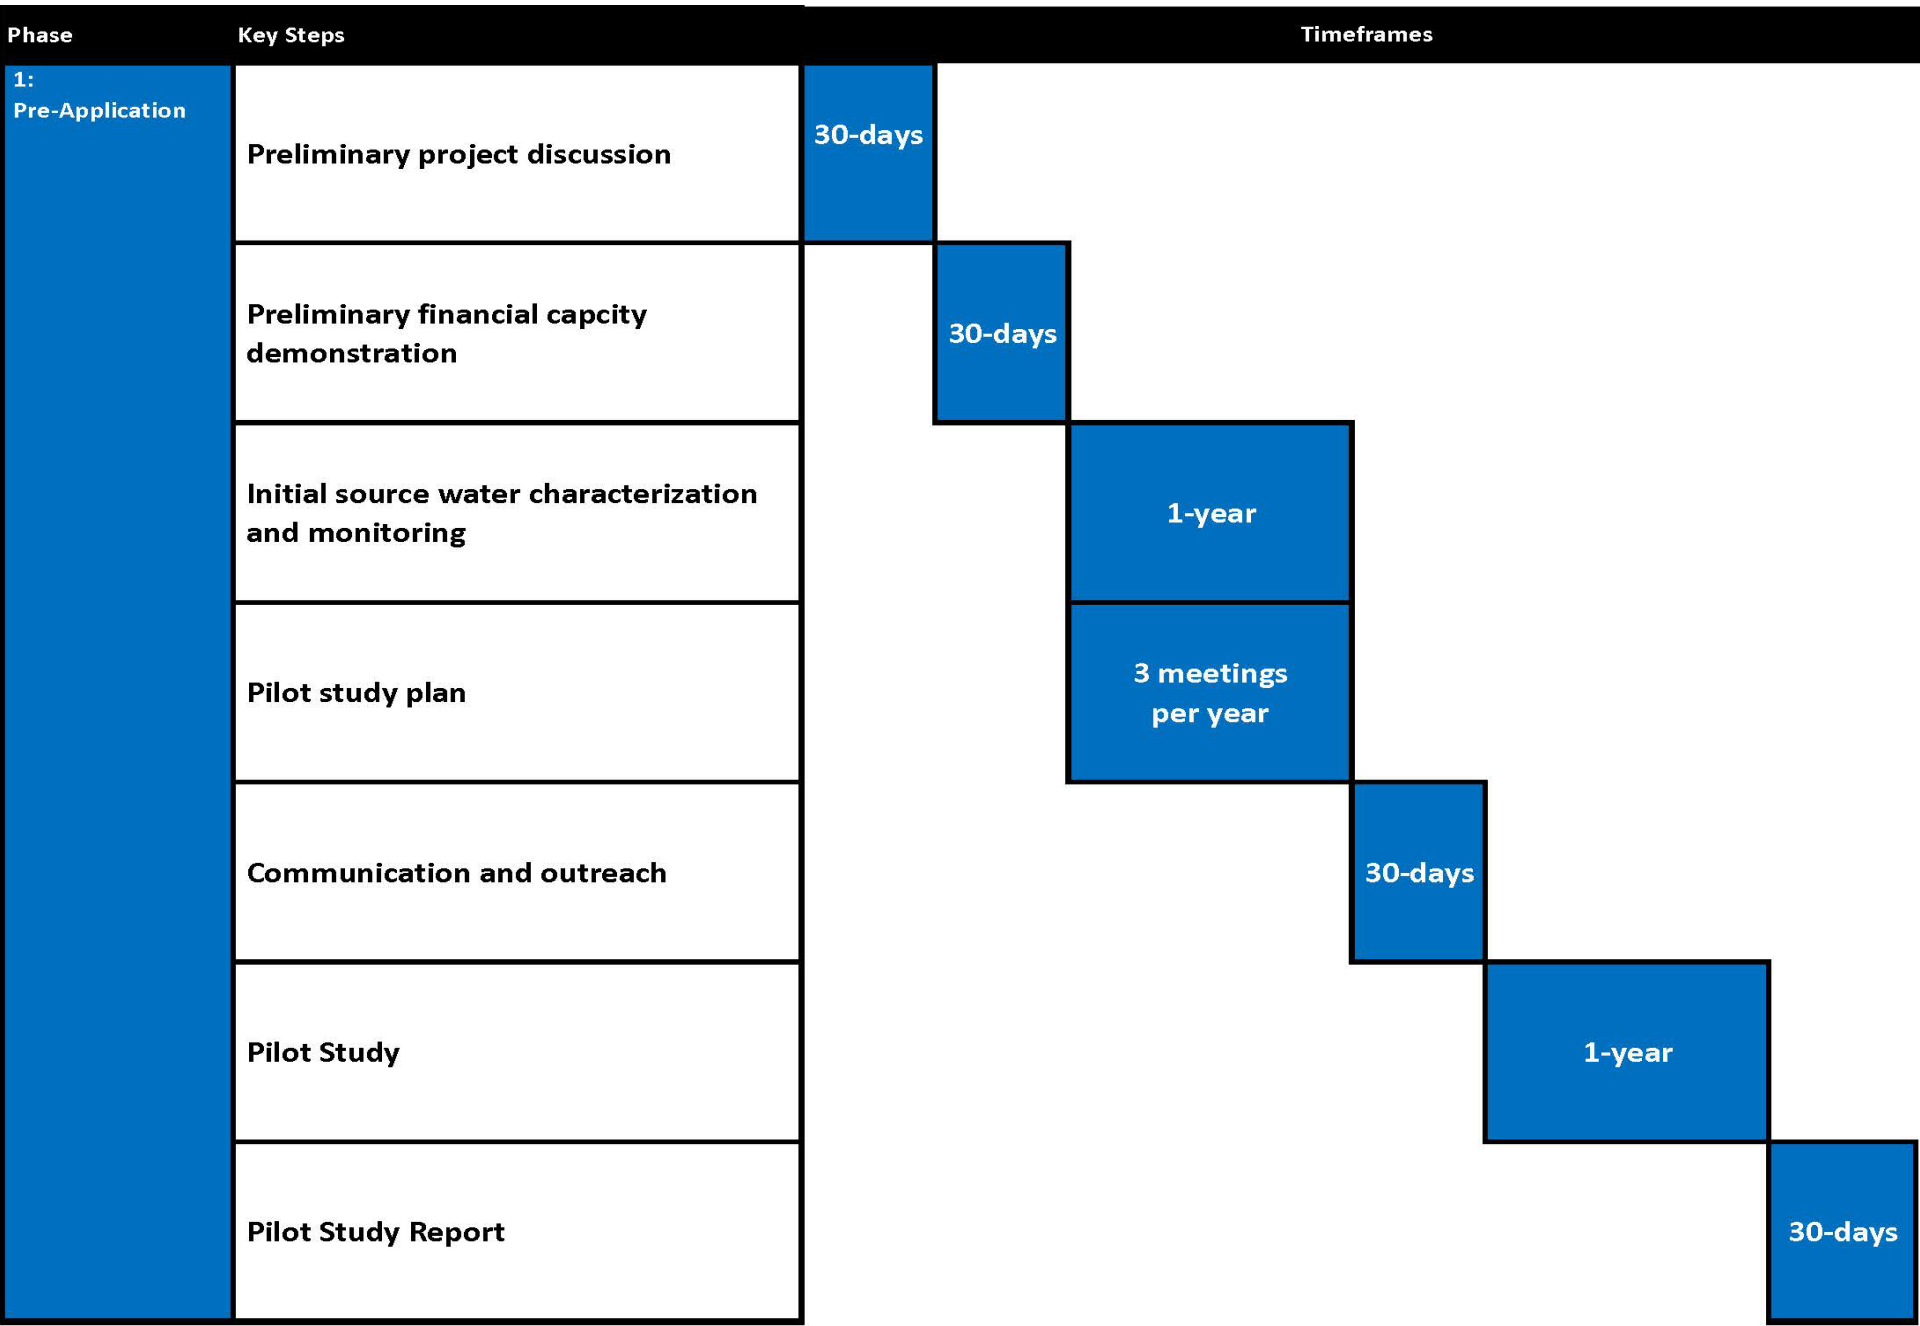 Phase Key Steps Timeframes
1:
Pre-Application
Preliminary project discussion
30-days
Preliminary financial capcity
demonstration
30-days
Initial source water characterization
and monitoring
1-year
Pilot study plan
3 meetings
per year
Communication and outreach
30-days
Pilot Study
1-year
Pilot Study Report
30-days